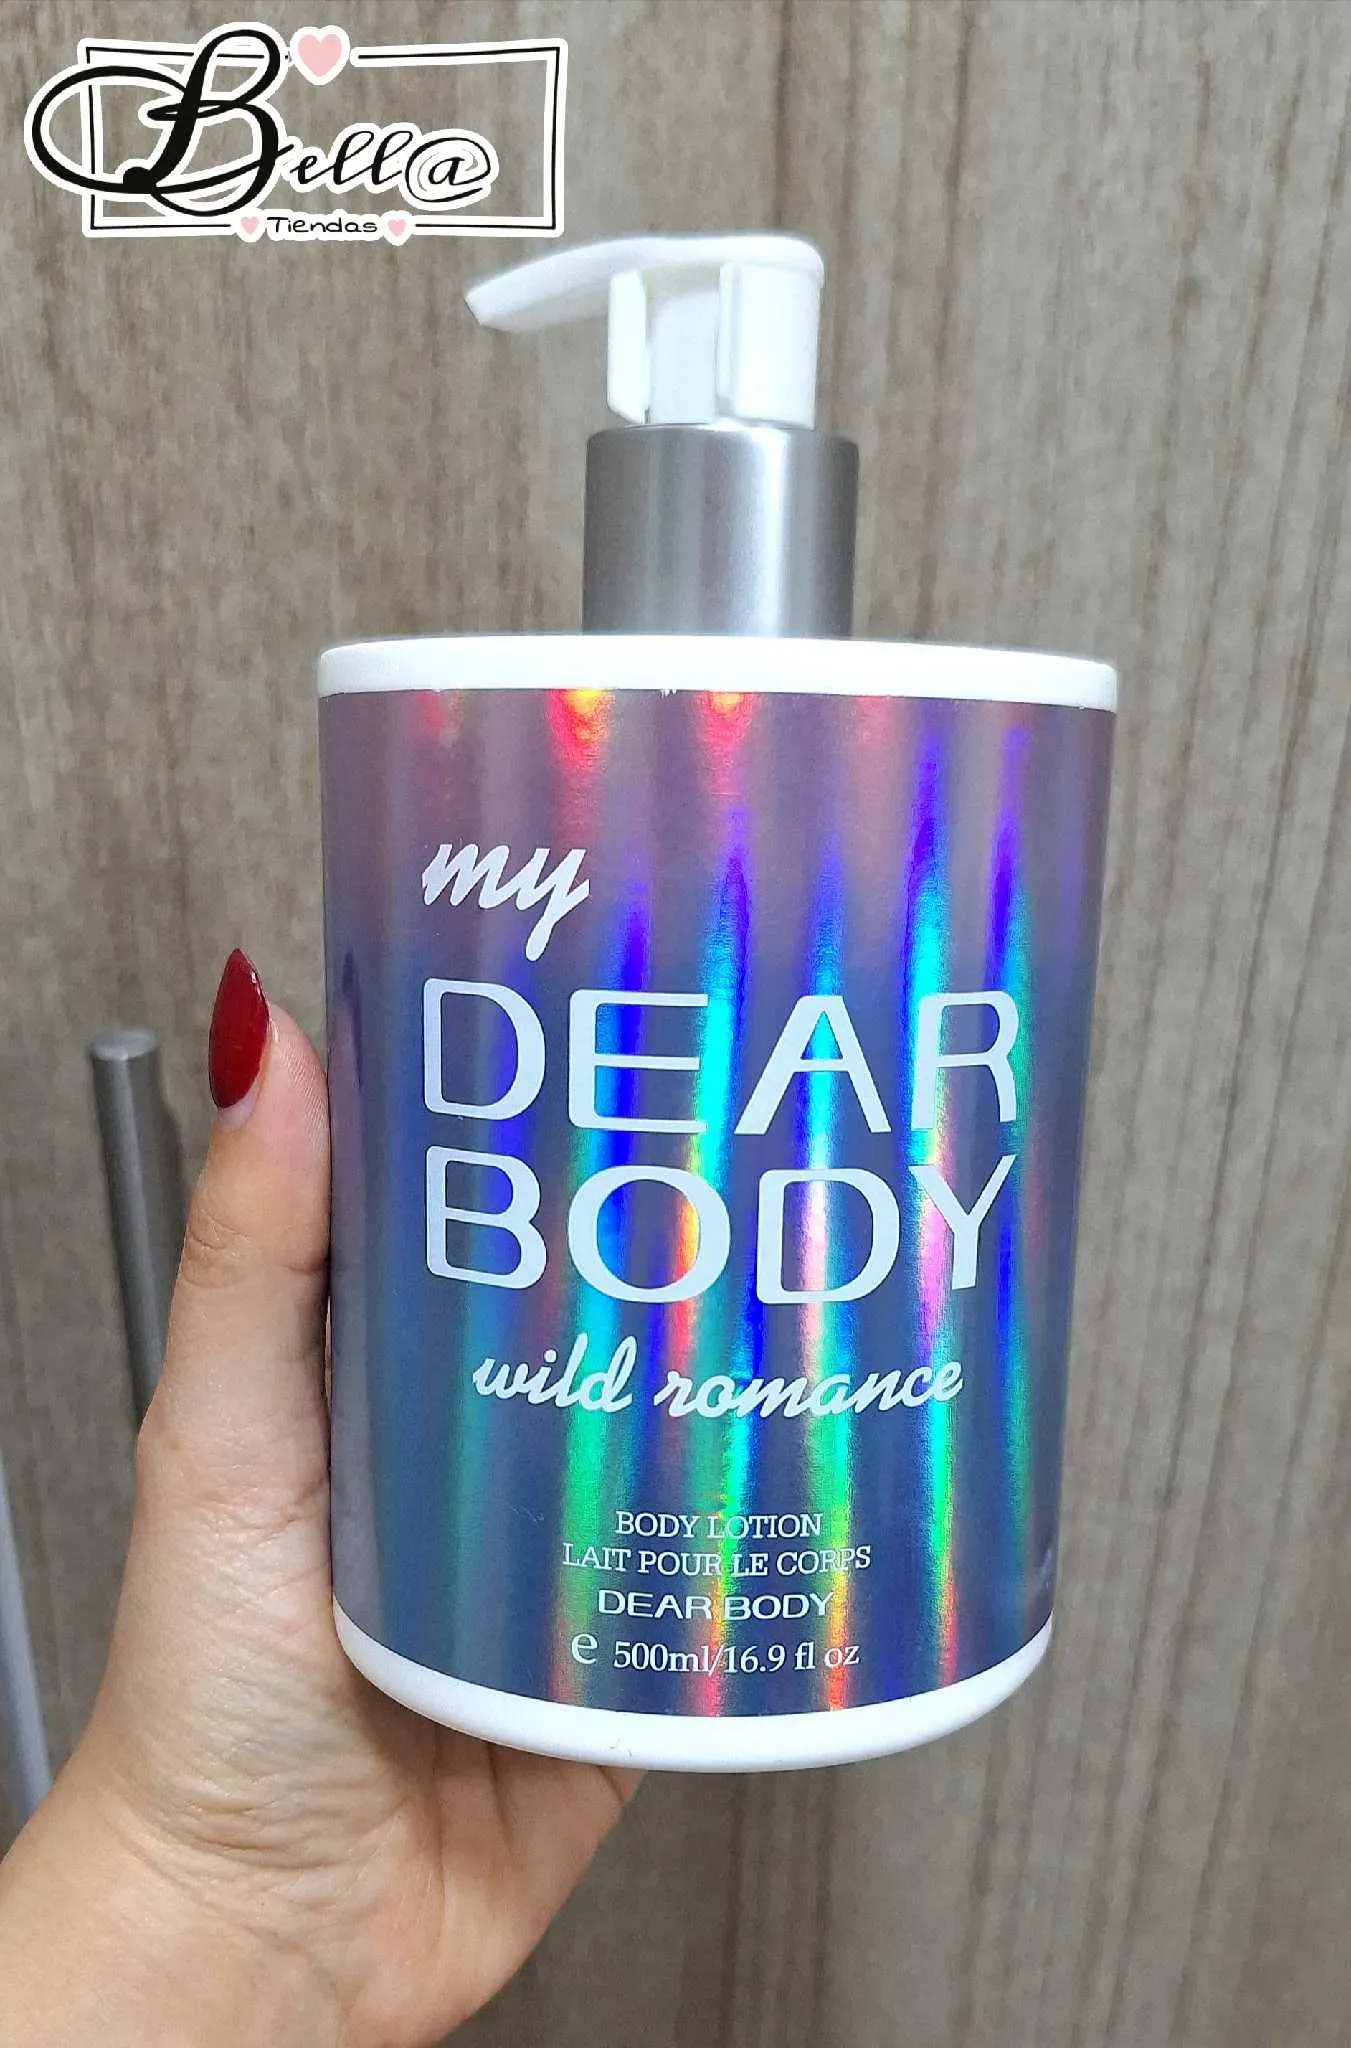 Bell@
Tiendas
my
DEAR
BODY
wild romance
BODY LOTION
LAIT POUR LE CORPS
DEAR BODY
e 500ml/16.9 fl oz